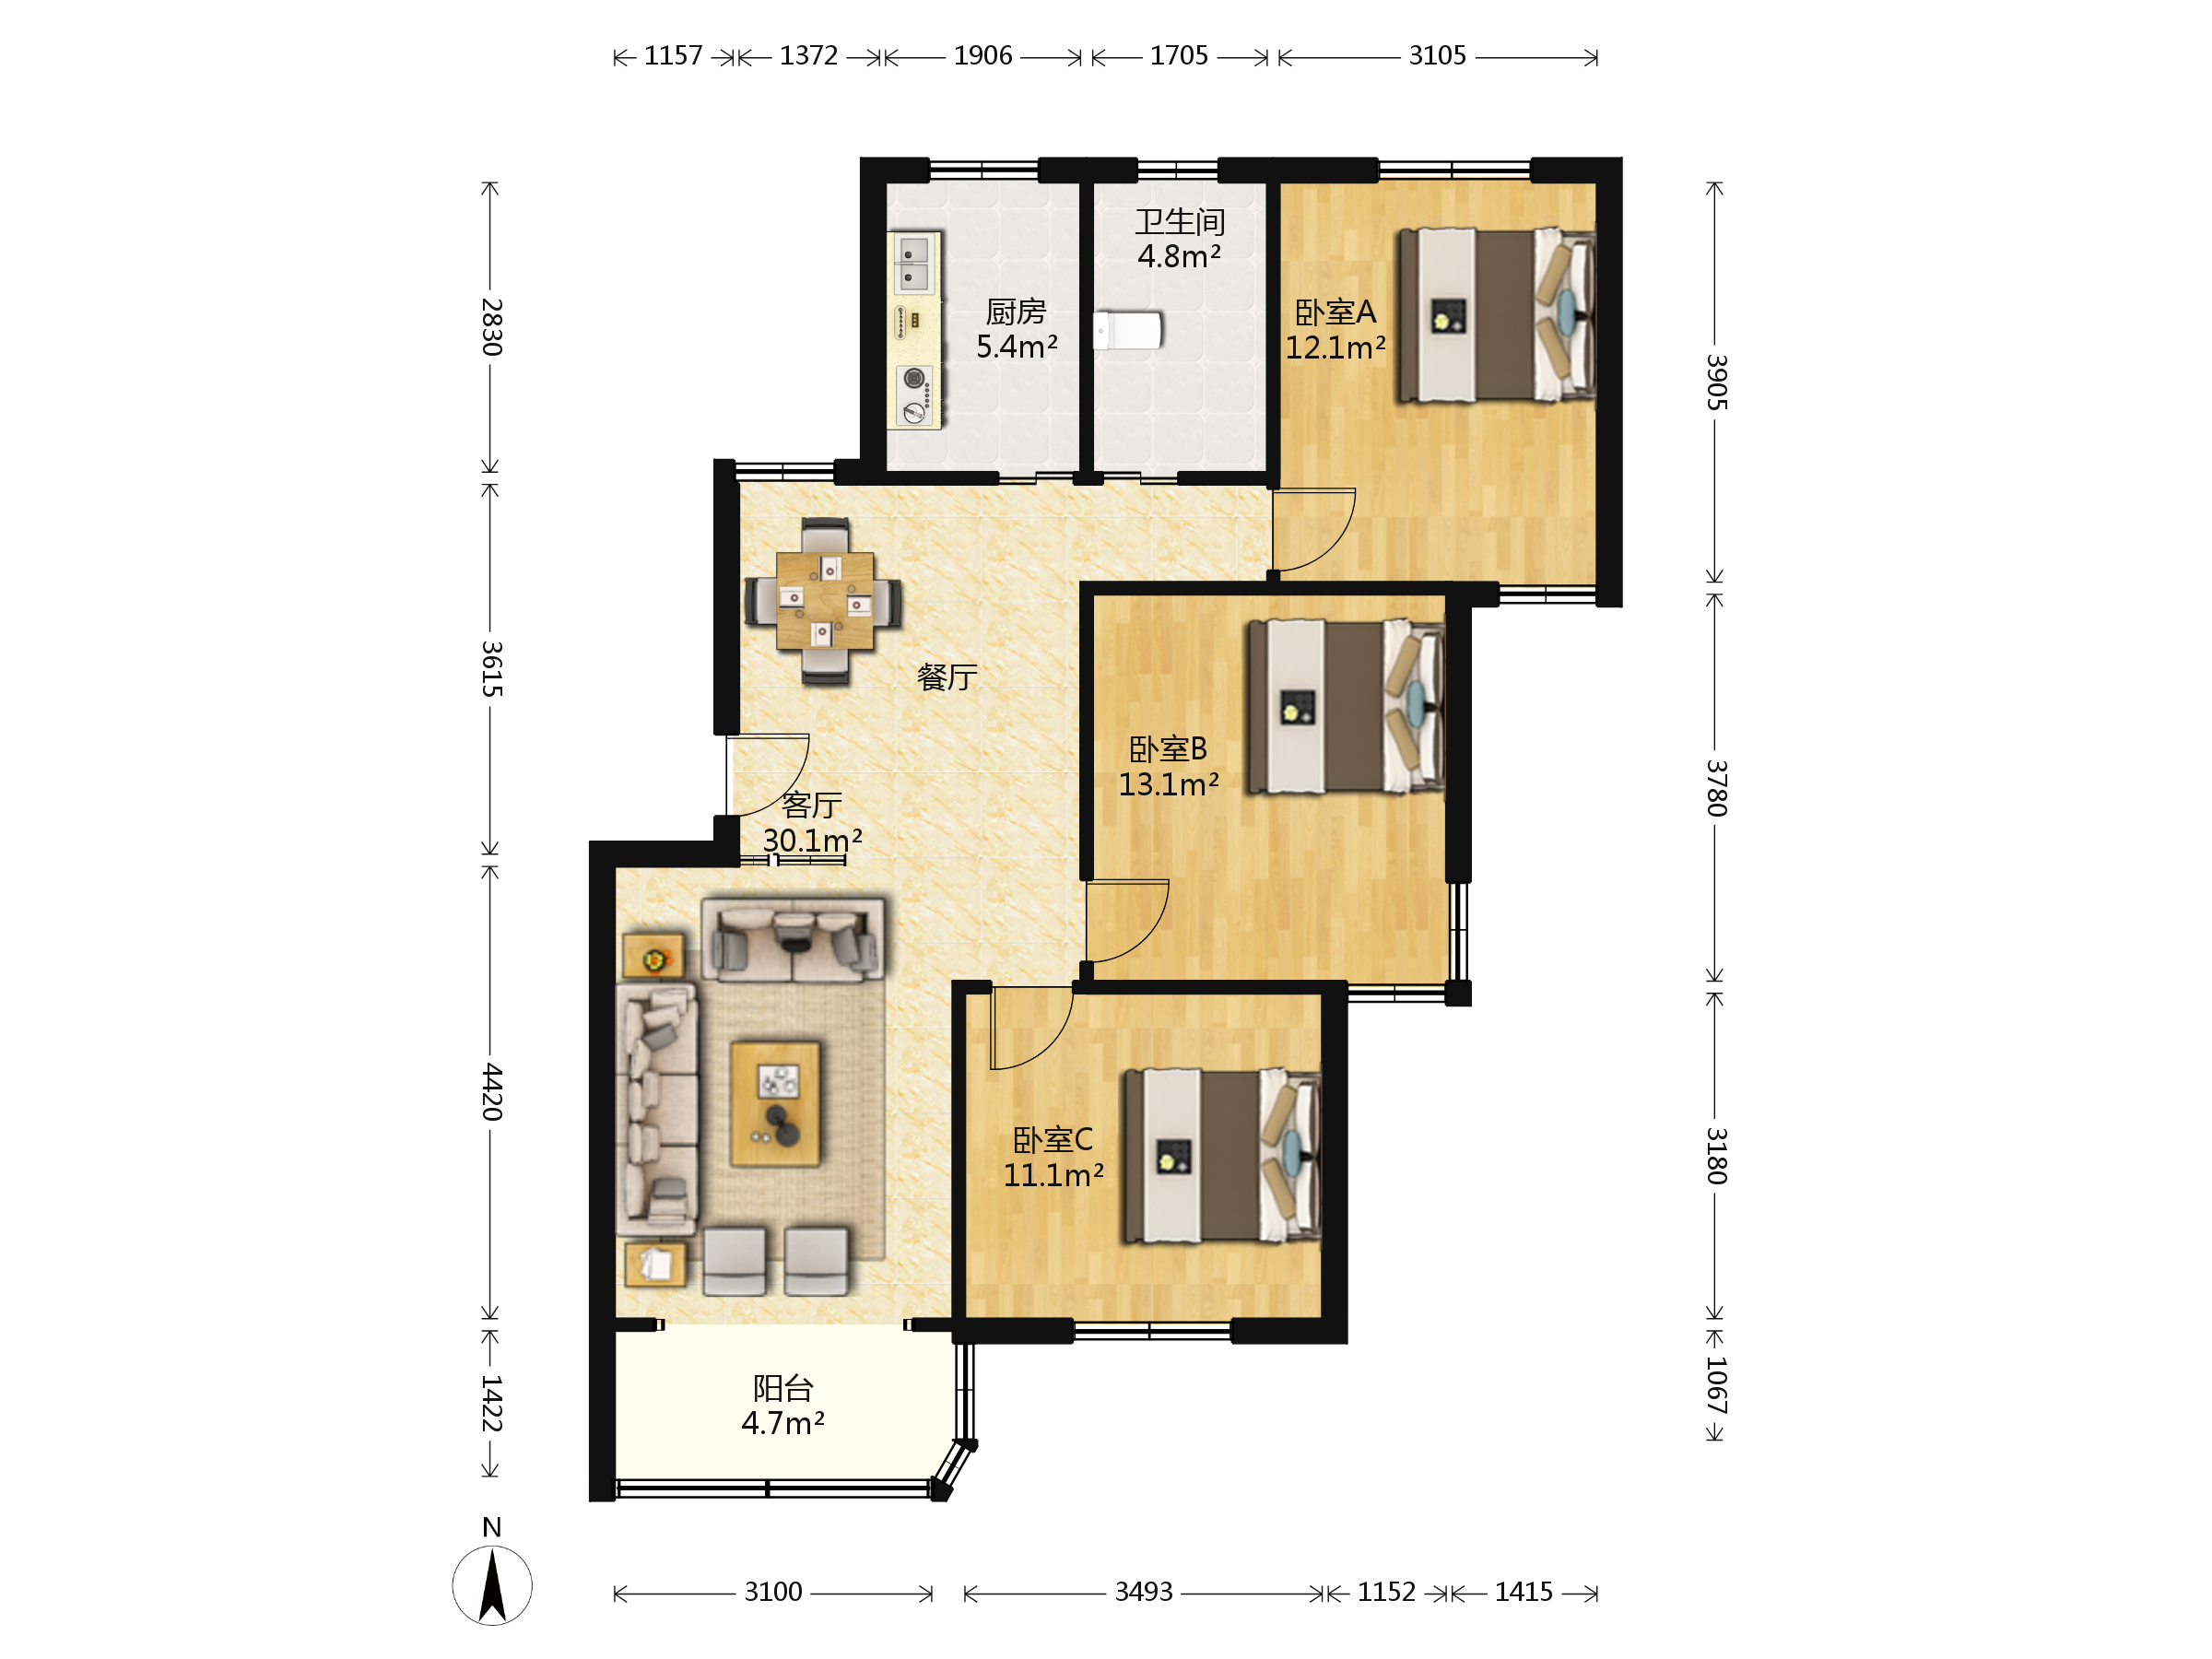 1157 1372 1906 1705 3105
卫生间
4.8m²
厨房
5.4m²
卧室A
12.1m²
2830
3905
餐厅
3615
卧室B
13.1m²
3780
客厅
30.1m²
4420
卧室C
11.1m²
3180
阳台
4.7m²
1422
1067
N
3100 3493 1152 1415